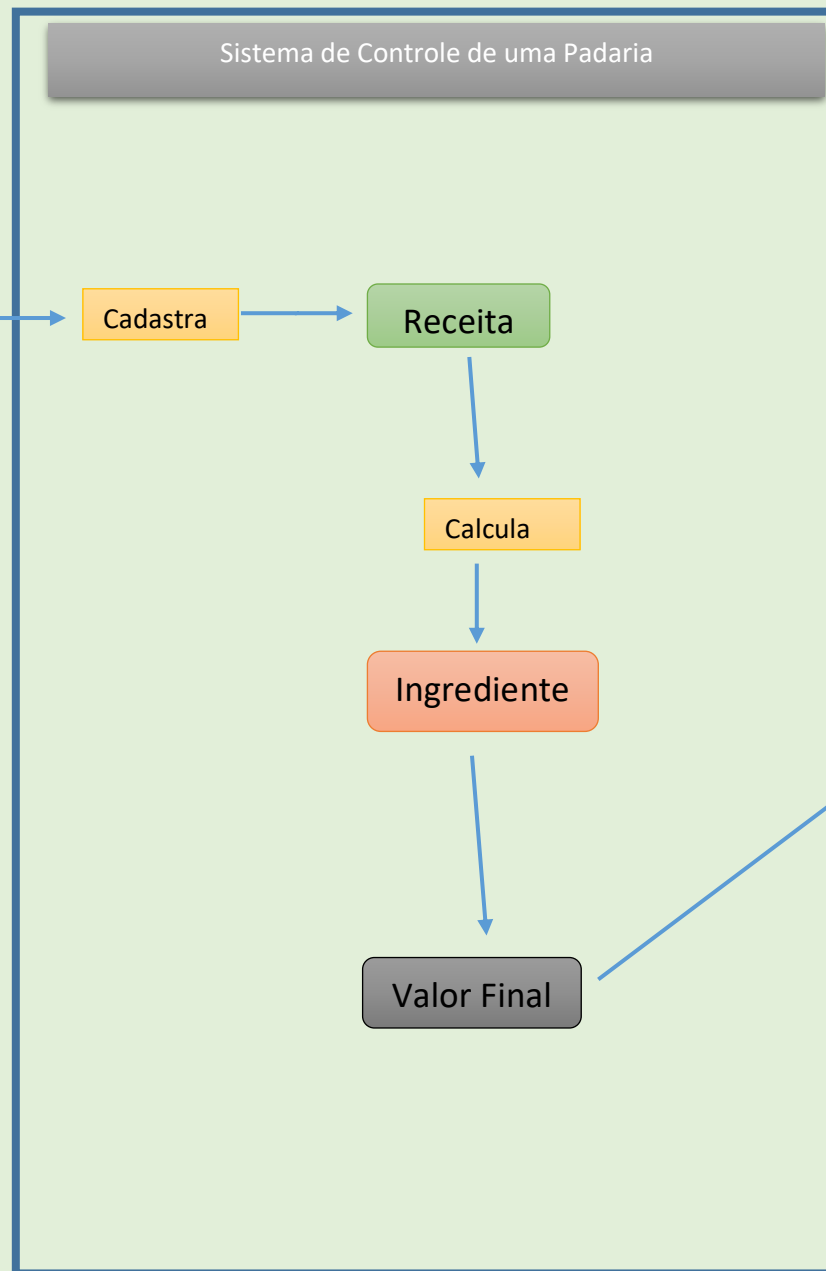 Sistema de Controle de uma Padaria
Cadastra
Receita
Calcula
Ingrediente
Valor Final